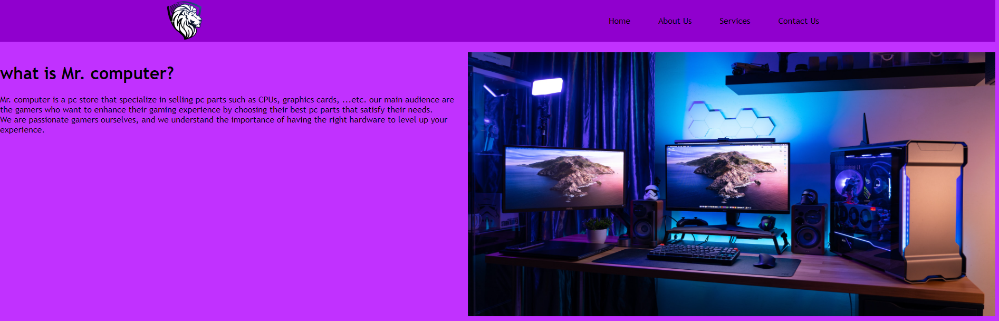 Home About Us Services Contact Us
what is Mr. computer?
Mr. computer is a pc store that specialize in selling pc parts such as CPUs, graphics cards, ...etc. our main audience are
the gamers who want to enhance their gaming experience by choosing their best pc parts that satisfy their needs.
We are passionate gamers ourselves, and we understand the importance of having the right hardware to level up your
experience.